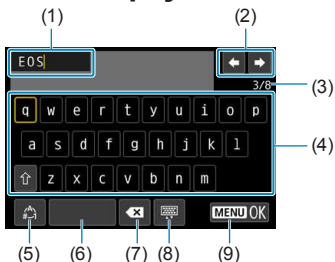 (1) (2)
EOS
3/8 (3)
q w e r t y u i o p
a s d f g h j k l (4)
z x c v b n m
MENU OK
(5) (6) (7) (8) (9)